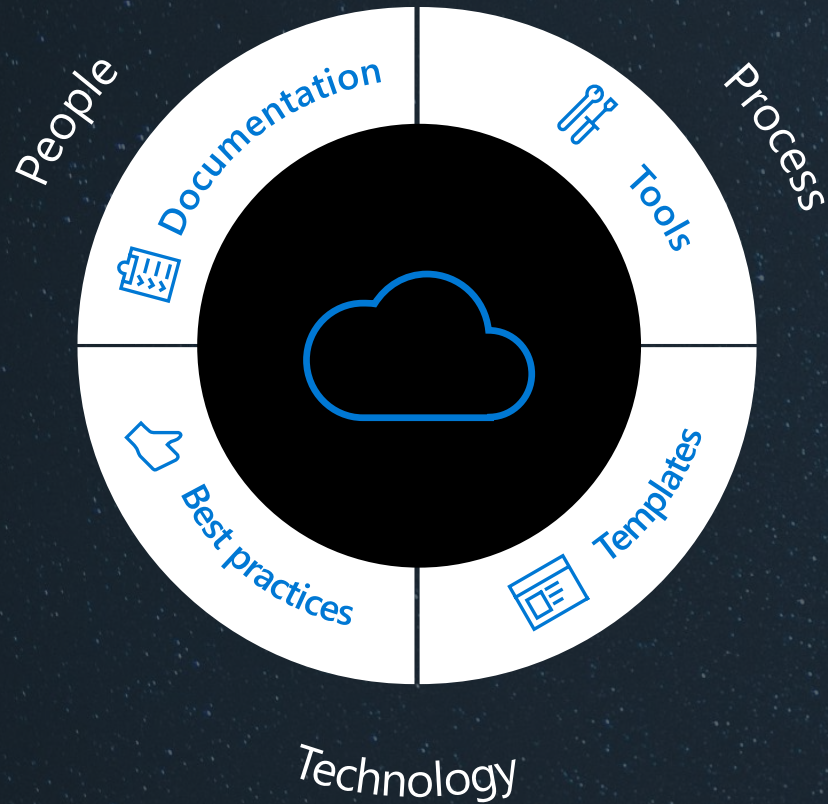 People
Process
Documentation
Tools
Best practices
Templates
Technology